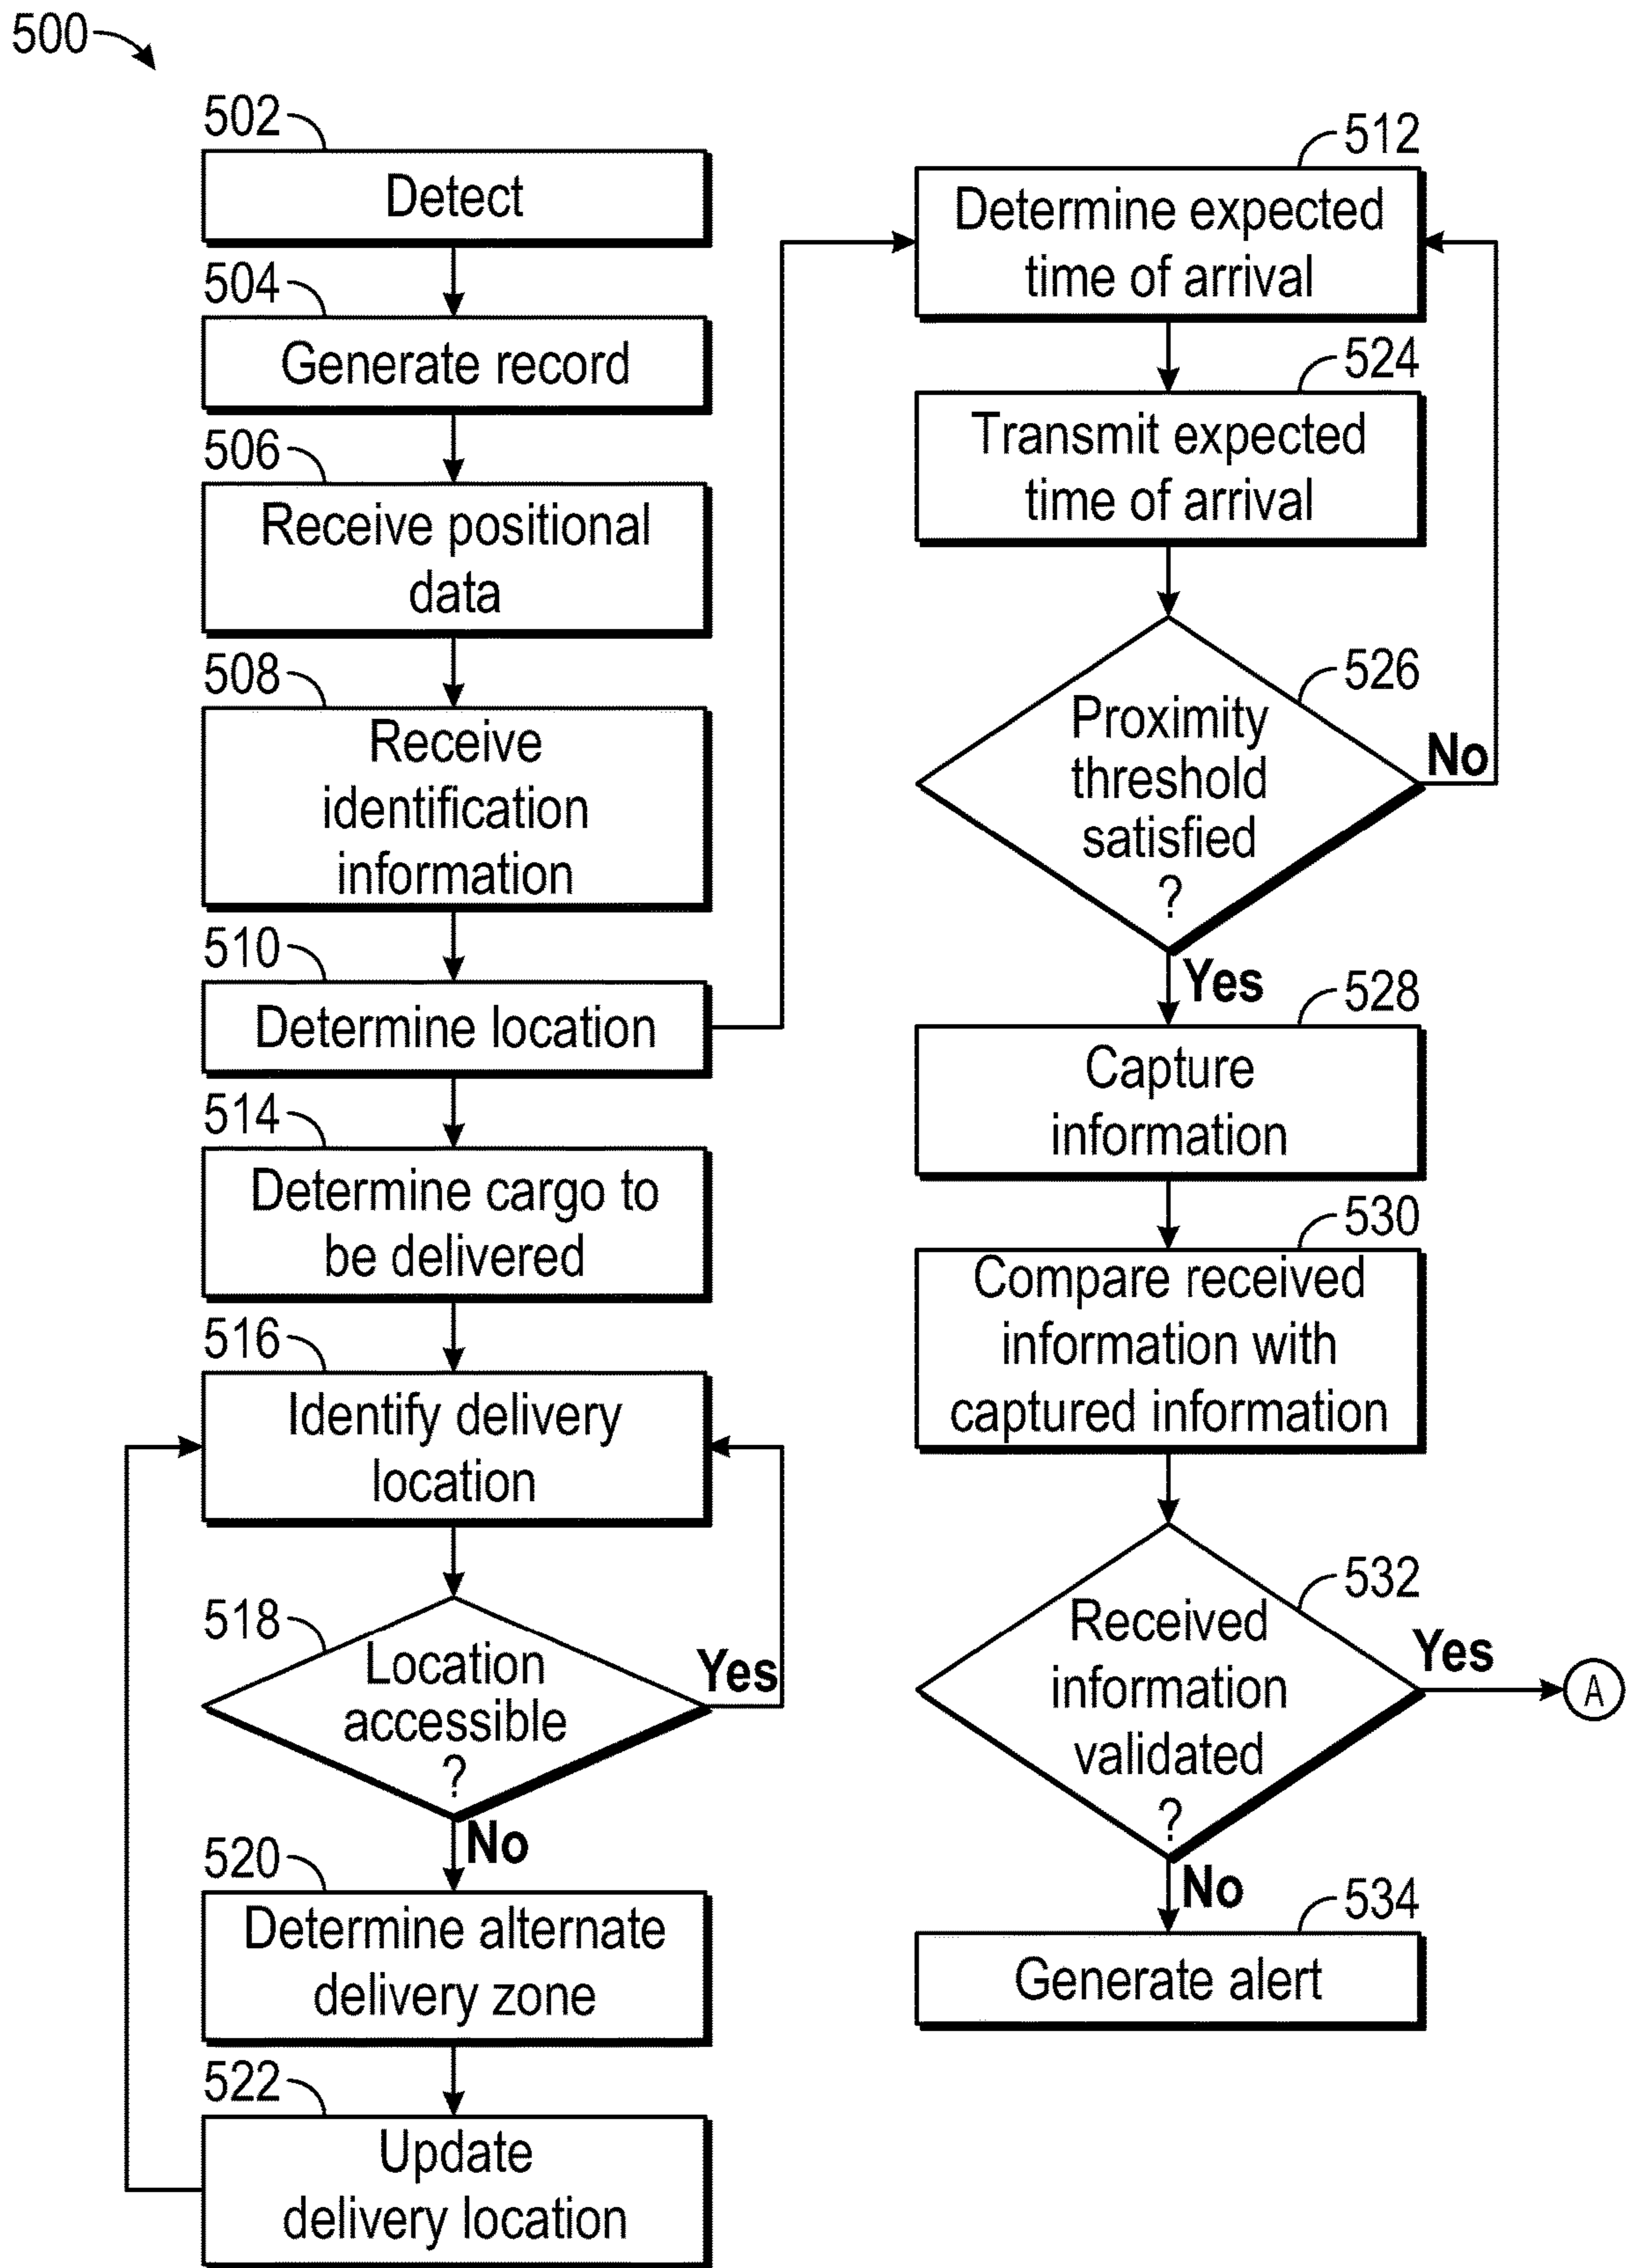 500
502
Detect
504
Generate record
506
Receive positional
data
508
Receive
identification
information
510
Determine location
514
Determine cargo to
be delivered
516
Identify delivery
location
518
Location
accessible
?
Yes
No
520
Determine alternate
delivery zone
522
Update
delivery location
512
Determine expected
time of arrival
524
Transmit expected
time of arrival
526
Proximity
threshold
satisfied
?
No
Yes
528
Capture
information
530
Compare received
information with
captured information
532
Received
information
validated
?
Yes
A
No
534
Generate alert